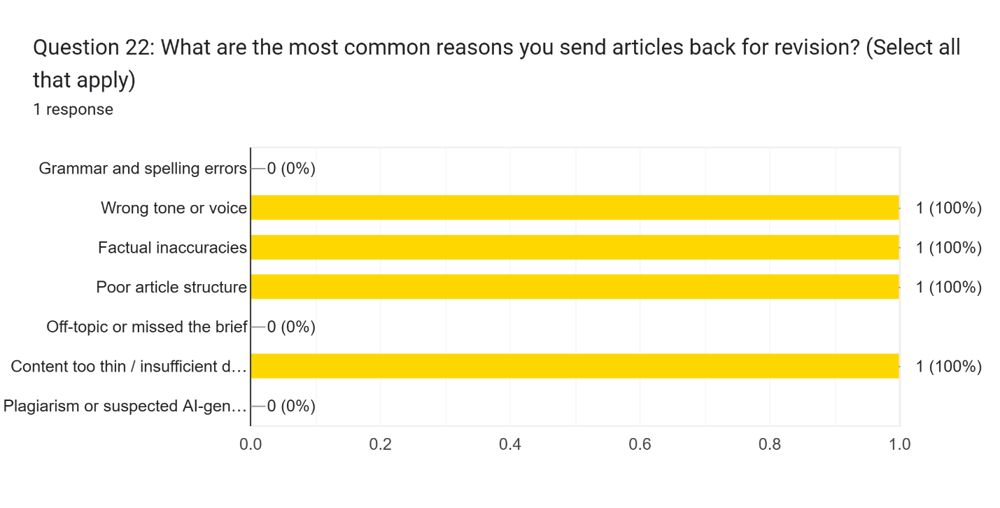 Question 22: What are the most common reasons you send articles back for revision? (Select all
that apply)
1 response
Grammar and spelling errors 0 (0%)
Wrong tone or voice 1 (100%)
Factual inaccuracies 1 (100%)
Poor article structure 1 (100%)
Off-topic or missed the brief 0 (0%)
Content too thin / insufficient d… 1 (100%)
Plagiarism or suspected AI-gen… 0 (0%)
0.0 0.2 0.4 0.6 0.8 1.0